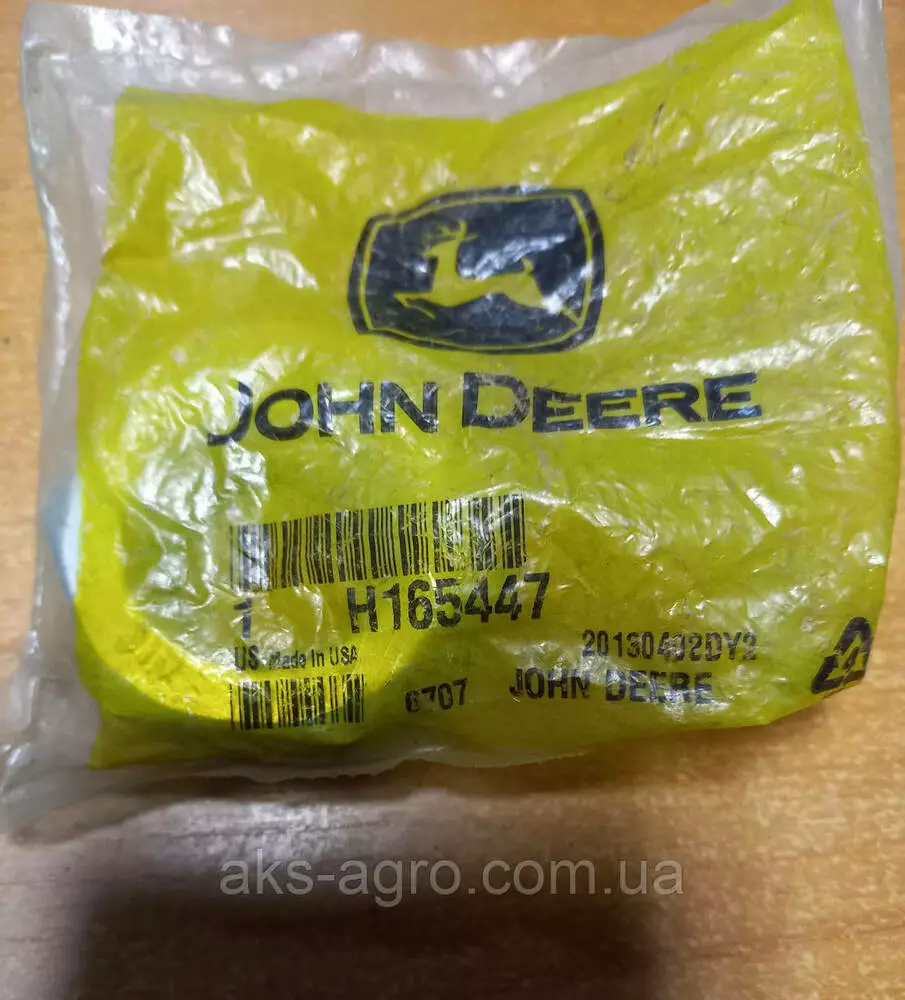 JOHN DEERE
1 H165447
US Made In USA
20130402DY2
6707 JOHN DEERE
aks-agro.com.ua